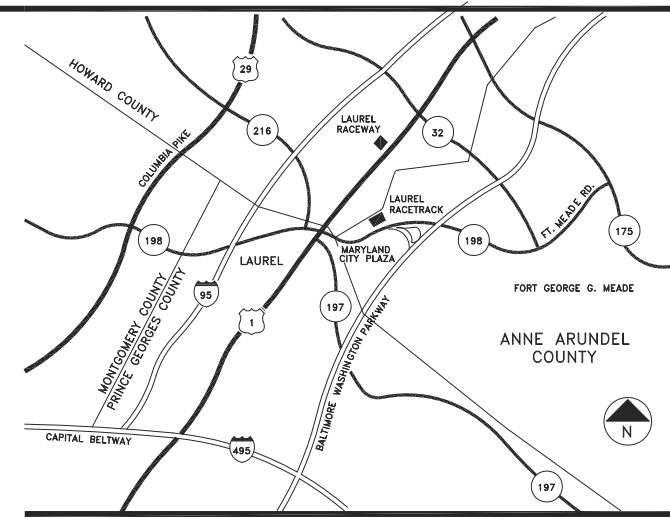 29
HOWARD COUNTY
216
LAUREL
RACEWAY
32
COLUMBIA PIKE
LAUREL
RACETRACK
FT. MEADE RD.
198
MARYLAND
CITY PLAZA
198
175
LAUREL
95
MONTGOMERY COUNTY
PRINCE GEORGES COUNTY
FORT GEORGE G. MEADE
197
1
BALTIMORE WASHINGTON PARKWAY
ANNE ARUNDEL
COUNTY
N
CAPITAL BELTWAY
495
197